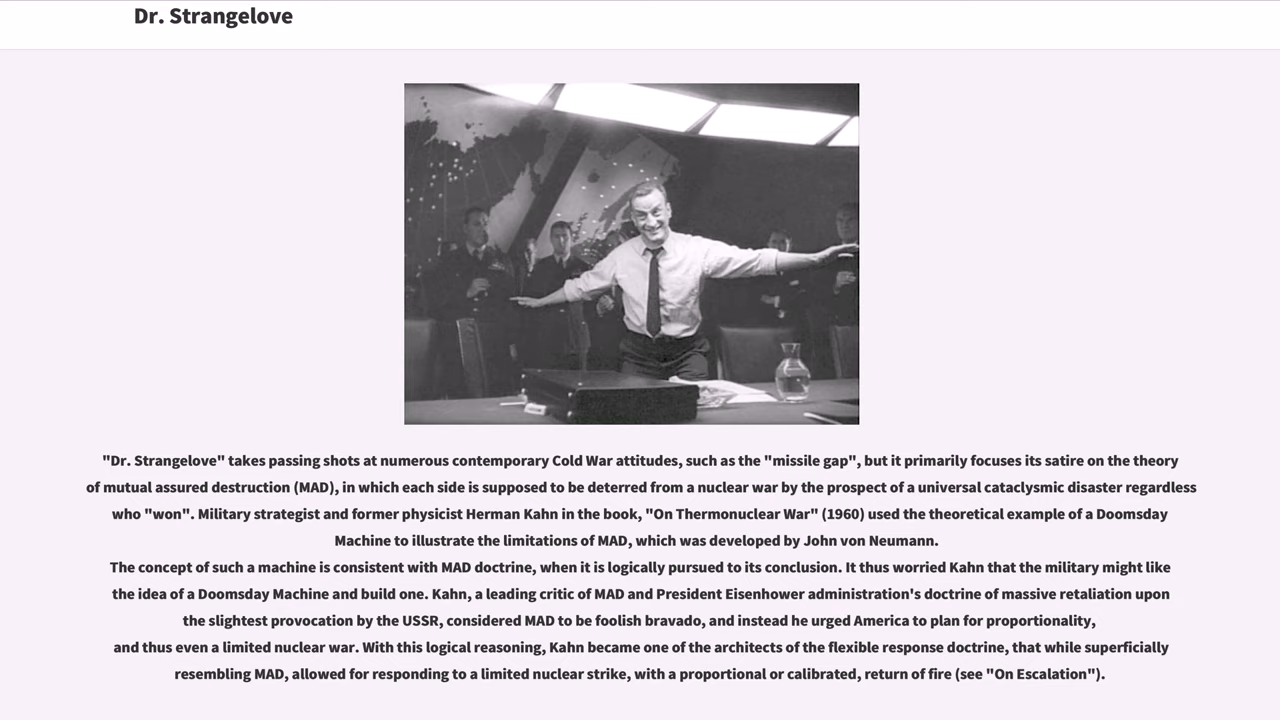 Dr. Strangelove
"Dr. Strangelove" takes passing shots at numerous contemporary Cold War attitudes, such as the "missile gap", but it primarily focuses its satire on the theory
of mutual assured destruction (MAD), in which each side is supposed to be deterred from a nuclear war by the prospect of a universal cataclysmic disaster regardless
who "won". Military strategist and former physicist Herman Kahn in the book, "On Thermonuclear War" (1960) used the theoretical example of a Doomsday
Machine to illustrate the limitations of MAD, which was developed by John von Neumann.
The concept of such a machine is consistent with MAD doctrine, when it is logically pursued to its conclusion. It thus worried Kahn that the military might like
the idea of a Doomsday Machine and build one. Kahn, a leading critic of MAD and President Eisenhower administration's doctrine of massive retaliation upon
the slightest provocation by the USSR, considered MAD to be foolish bravado, and instead he urged America to plan for proportionality,
and thus even a limited nuclear war. With this logical reasoning, Kahn became one of the architects of the flexible response doctrine, that while superficially
resembling MAD, allowed for responding to a limited nuclear strike, with a proportional or calibrated, return of fire (see "On Escalation").